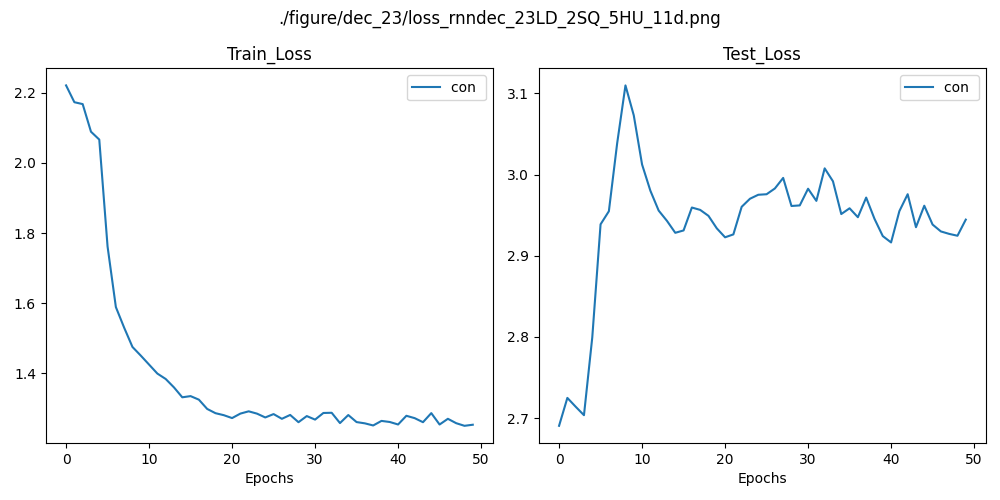 ./figure/dec_23/loss_rnndec_23LD_2SQ_5HU_11d.png
Train_Loss
con
2.2
2.0
1.8
1.6
1.4
0 10 20 30 40 50
Epochs
Test_Loss
con
3.1
3.0
2.9
2.8
2.7
0 10 20 30 40 50
Epochs